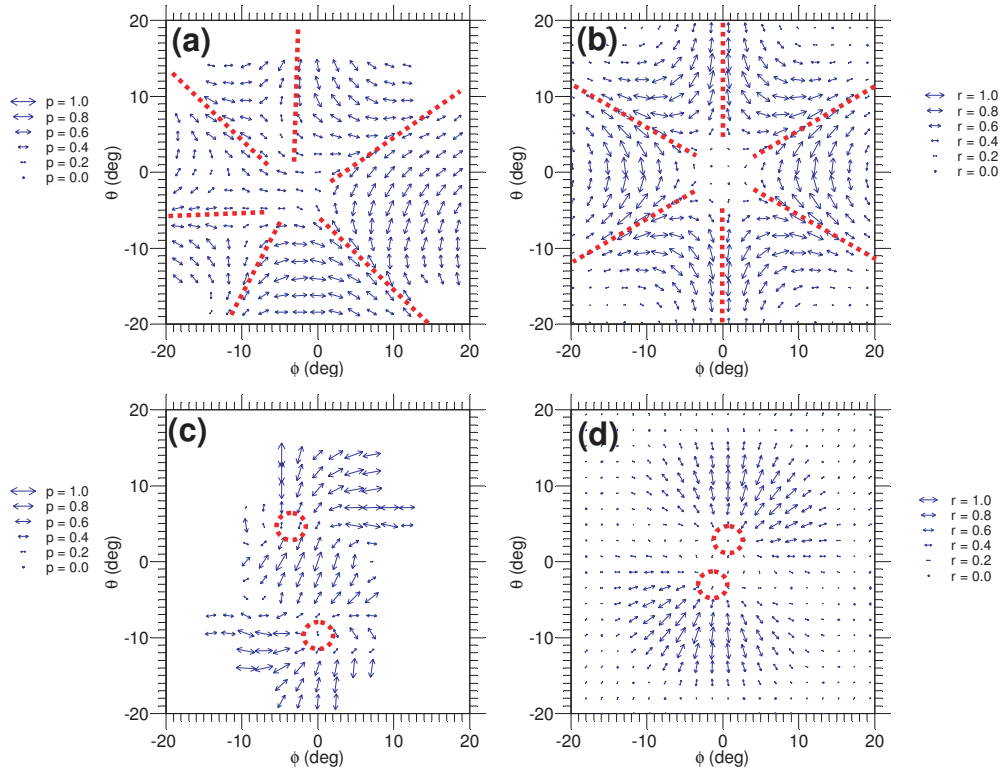 (a)
20
10
0
-10
-20
θ (deg)
-20
-10
0
10
20
ϕ (deg)
p = 1.0
p = 0.8
p = 0.6
p = 0.4
p = 0.2
p = 0.0
(b)
20
10
0
-10
-20
θ (deg)
-20
-10
0
10
20
ϕ (deg)
r = 1.0
r = 0.8
r = 0.6
r = 0.4
r = 0.2
r = 0.0
(c)
20
10
0
-10
-20
θ (deg)
-20
-10
0
10
20
ϕ (deg)
p = 1.0
p = 0.8
p = 0.6
p = 0.4
p = 0.2
p = 0.0
(d)
20
10
0
-10
-20
θ (deg)
-20
-10
0
10
20
ϕ (deg)
r = 1.0
r = 0.8
r = 0.6
r = 0.4
r = 0.2
r = 0.0